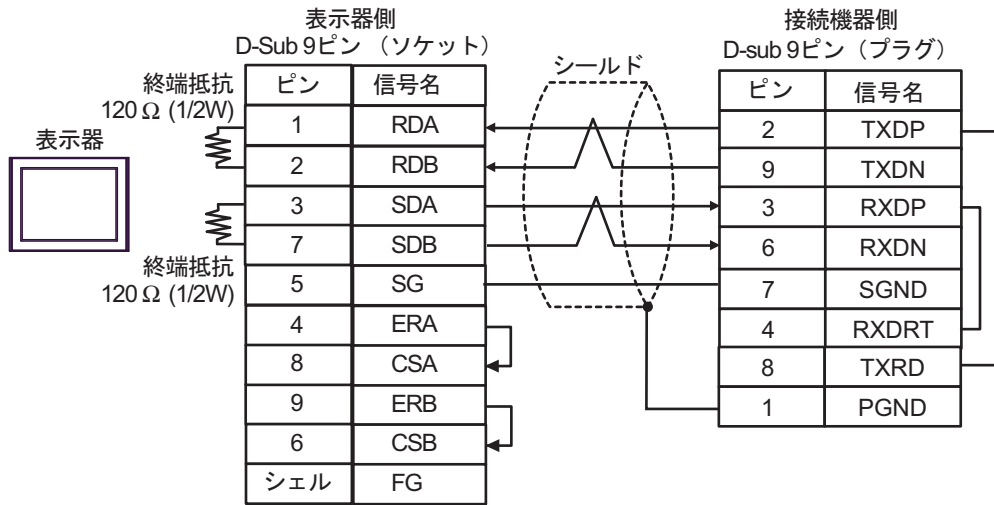 表示器側
D-Sub 9ピン (ソケット)
接続機器側
D-sub 9ピン (プラグ)
シールド
終端抵抗
120 Ω (1/2W)
表示器
終端抵抗
120 Ω (1/2W)
ピン 信号名
1 RDA
2 RDB
3 SDA
7 SDB
5 SG
4 ERA
8 CSA
9 ERB
6 CSB
シェル FG
ピン 信号名
2 TXDP
9 TXDN
3 RXDP
6 RXDN
7 SGND
4 RXDRT
8 TXRD
1 PGND